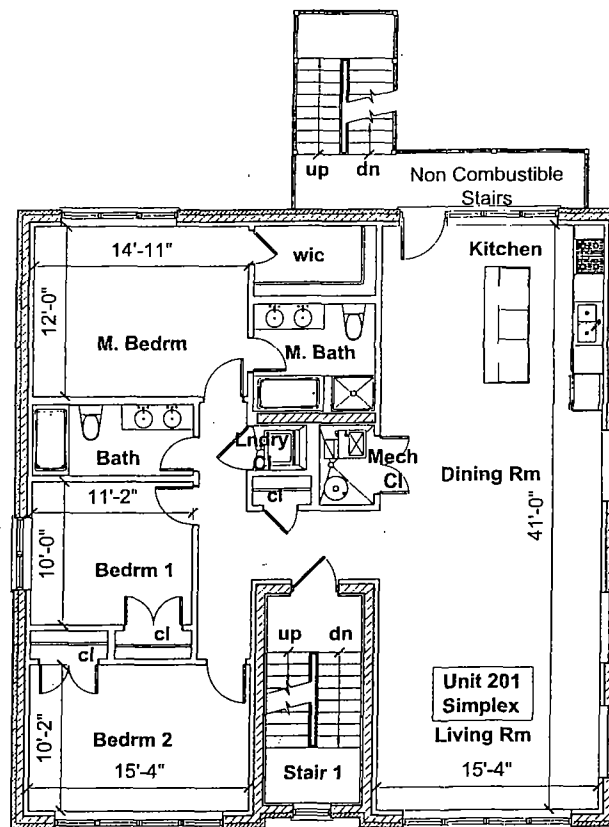 up
dn
Non Combustible
Stairs
14'-11"
wic
Kitchen
12'-0"
M. Bedrm
M. Bath
Bath
Lndry
Cl
Mech
Cl
Dining Rm
41'-0"
11'-2"
cl
10'-0"
Bedrm 1
cl
cl
up
dn
Unit 201
Simplex
Living Rm
10'-2"
Bedrm 2
15'-4"
Stair 1
15'-4"